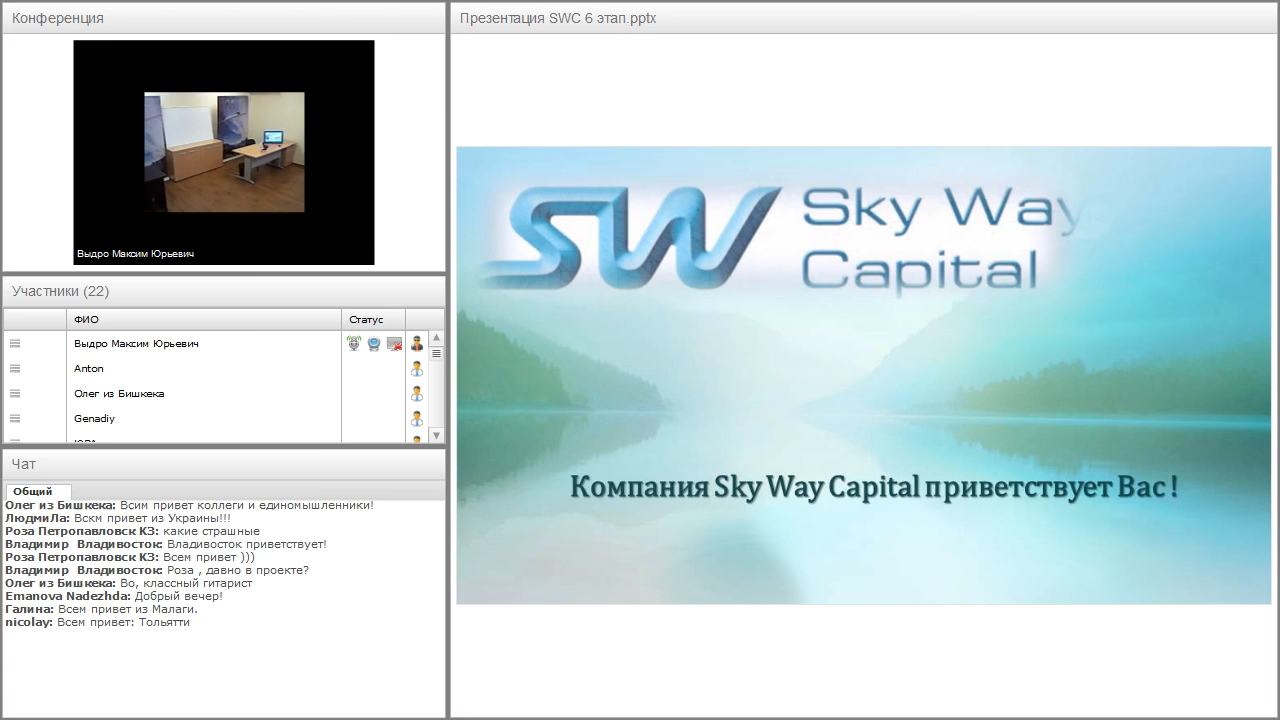 Конференция
Выдро Максим Юрьевич
Участники (22)
ФИО Статус
Выдро Максим Юрьевич
Anton
Олег из Бишкека
Genadiy
Чат
Общий
Олег из Бишкека: Всим привет коллеги и единомышленники!
ЛюдмиЛа: Вскм привет из Украины!!!
Роза Петропавловск КЗ: какие страшные
Владимир Владивосток: Владивосток приветствует!
Роза Петропавловск КЗ: Всем привет )))
Владимир Владивосток: Роза , давно в проекте?
Олег из Бишкека: Во, классный гитарист
Emanova Nadezhda: Добрый вечер!
Галина: Всем привет из Малаги.
nicolay: Всем привет: Тольятти
Презентация SWC 6 этап.pptx
SW Sky Way
Capital
Компания Sky Way Capital приветствует Вас !